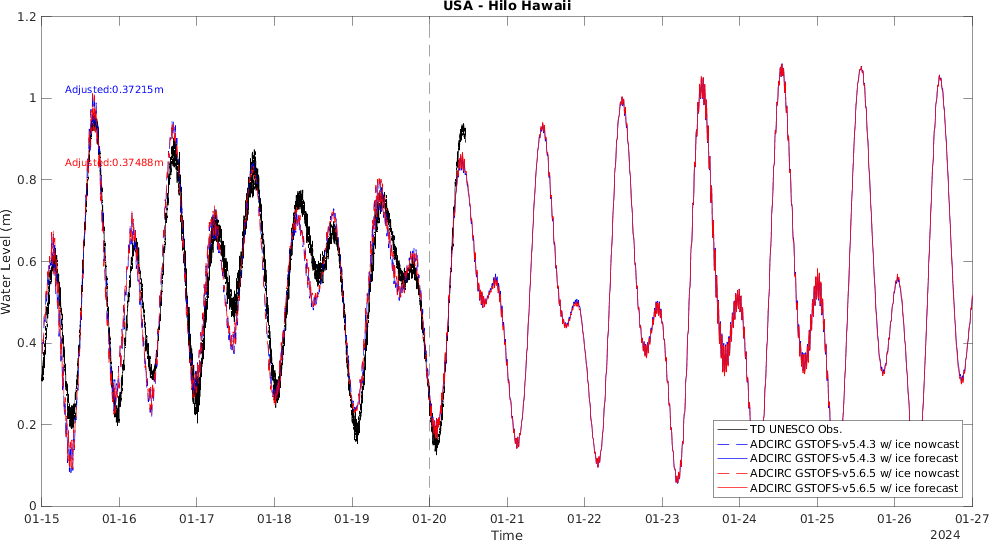 USA - Hilo Hawaii
1.2
1
0.8
0.6
0.4
0.2
0
Water Level (m)
Adjusted:0.37215m
Adjusted:0.37488m
TD UNESCO Obs.
ADCIRC GSTOFS-v5.4.3 w/ ice nowcast
ADCIRC GSTOFS-v5.4.3 w/ ice forecast
ADCIRC GSTOFS-v5.6.5 w/ ice nowcast
ADCIRC GSTOFS-v5.6.5 w/ ice forecast
01-15 01-16 01-17 01-18 01-19 01-20 01-21 01-22 01-23 01-24 01-25 01-26 01-27
Time
2024